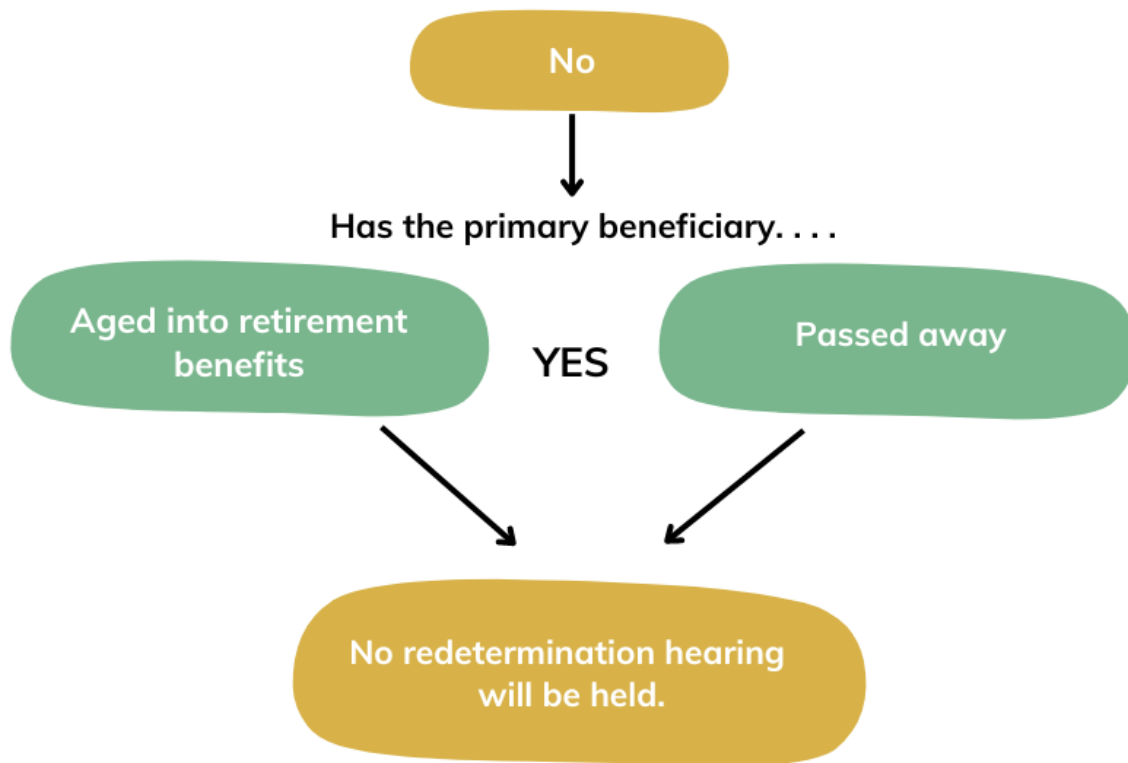 No
Has the primary beneficiary. . . .
Aged into retirement
benefits
YES
Passed away
No redetermination hearing
will be held.